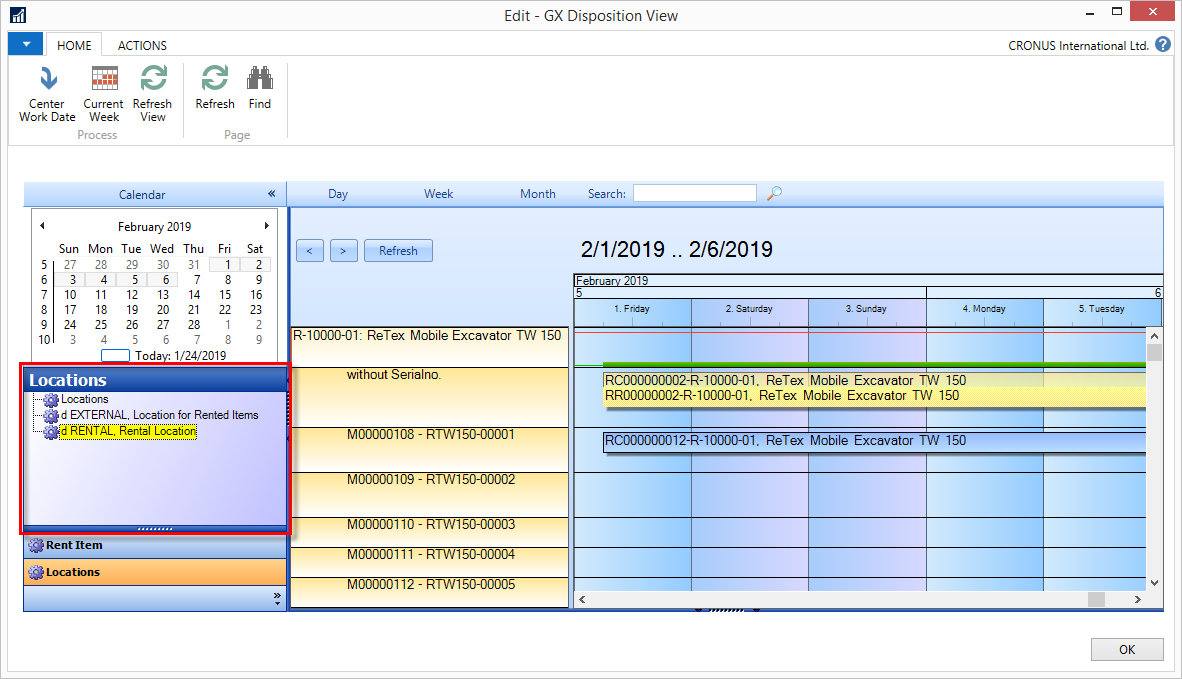 Edit - GX Disposition View
HOME ACTIONS CRONUS International Ltd. ?
Center Work Date
Current Week
Refresh View
Refresh
Find
Process Page
Calendar «
Day Week Month Search:
February 2019
Sun Mon Tue Wed Thu Fri Sat
5 27 28 29 30 31 1 2
6 3 4 5 6 7 8 9
7 10 11 12 13 14 15 16
8 17 18 19 20 21 22 23
9 24 25 26 27 28 1 2
10 3 4 5 6 7 8 9
Today: 1/24/2019
Locations
Locations
d EXTERNAL, Location for Rented Items
d RENTAL, Rental Location
Rent Item
Locations
»
< > Refresh
2/1/2019 .. 2/6/2019
February 2019
5 6
1. Friday 2. Saturday 3. Sunday 4. Monday 5. Tuesday
R-10000-01: ReTex Mobile Excavator TW 150
without Serialno.
RC000000002-R-10000-01, ReTex Mobile Excavator TW 150
RR00000002-R-10000-01, ReTex Mobile Excavator TW 150
M00000108 - RTW150-00001
RC000000012-R-10000-01, ReTex Mobile Excavator TW 150
M00000109 - RTW150-00002
M00000110 - RTW150-00003
M00000111 - RTW150-00004
M00000112 - RTW150-00005
OK